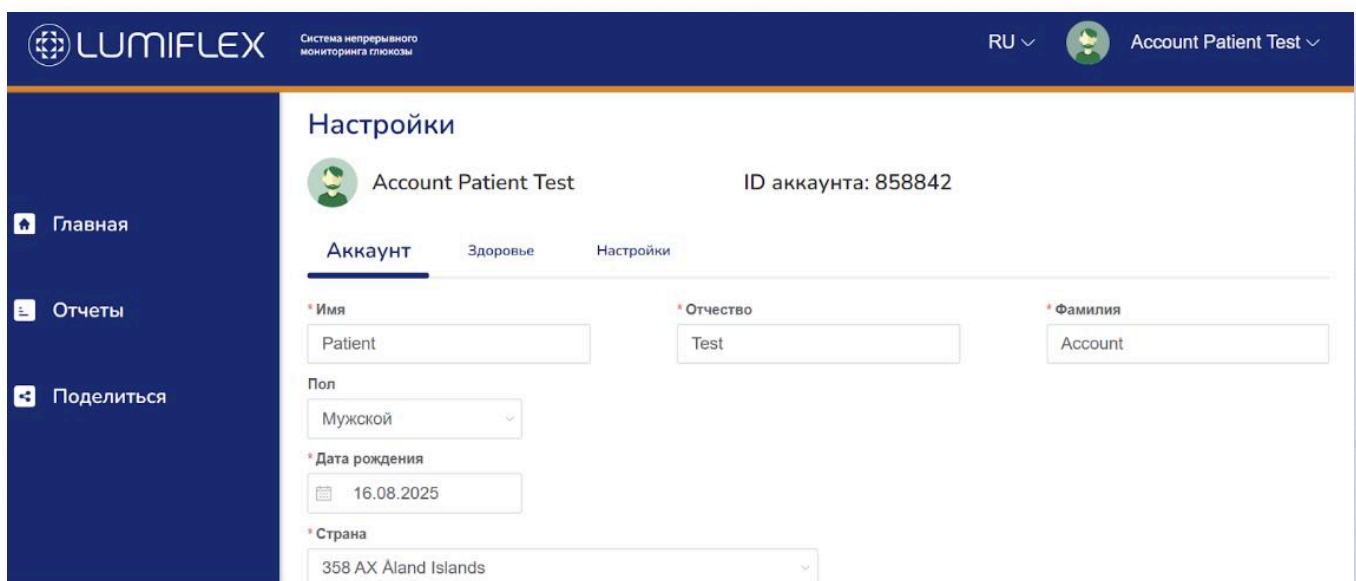 LUMIFLEX
Система непрерывного
мониторинга глюкозы
RU
Account Patient Test
Настройки
Account Patient Test
ID аккаунта: 858842
Главная
Отчеты
Поделиться
Аккаунт
Здоровье
Настройки
* Имя
* Отчество
* Фамилия
Patient
Test
Account
Пол
Мужской
* Дата рождения
16.08.2025
* Страна
358 AX Åland Islands